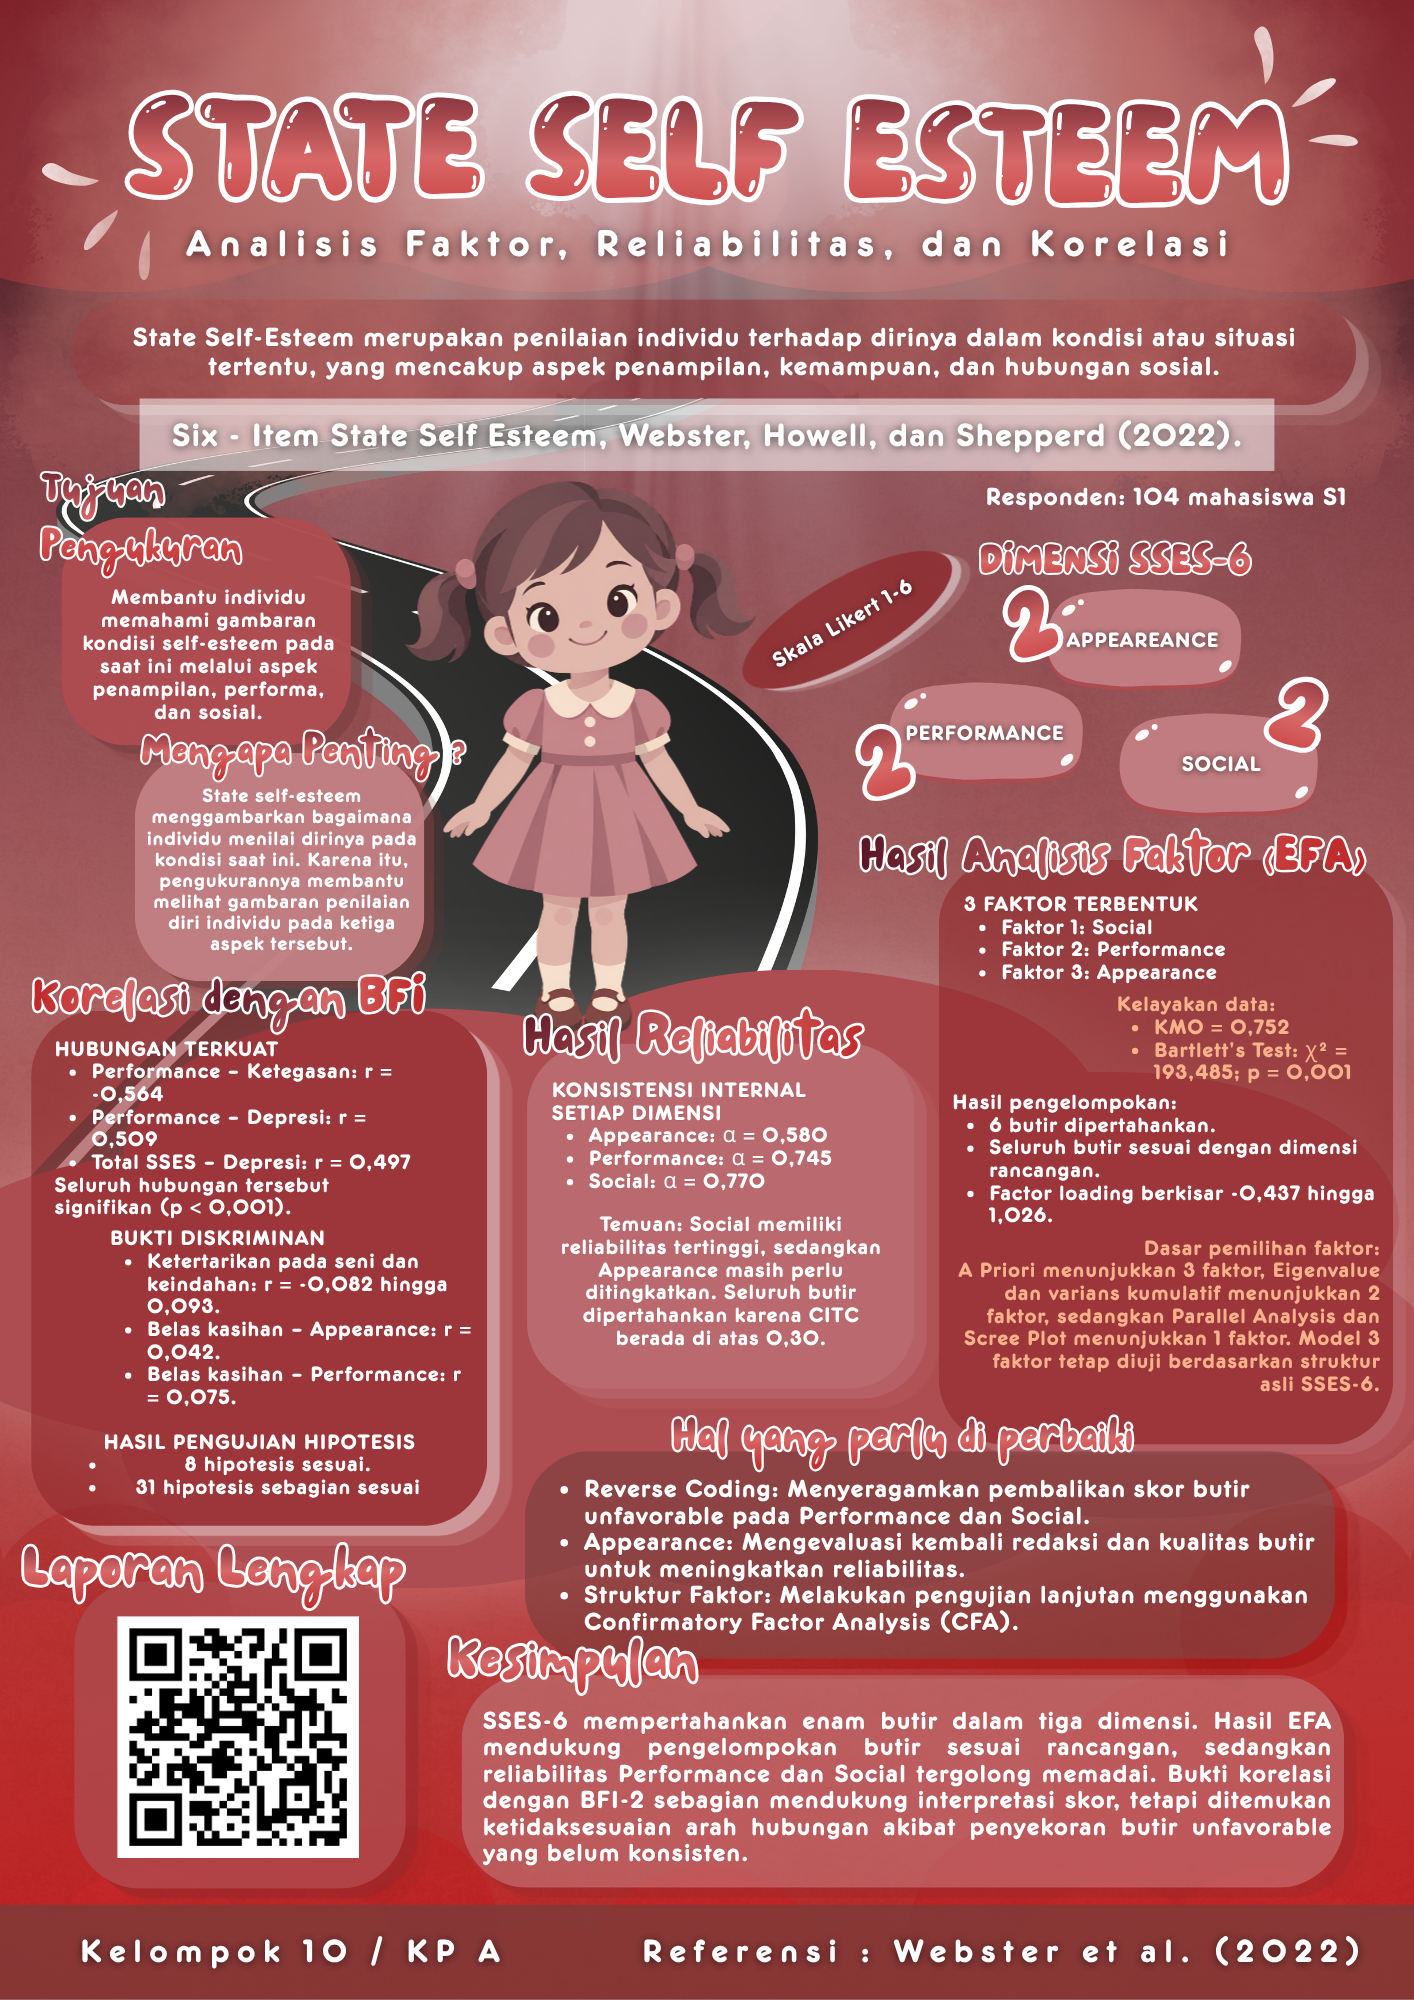 STATE SELF ESTEEM
Analisis Faktor, Reliabilitas, dan Korelasi
State Self-Esteem merupakan penilaian individu terhadap dirinya dalam kondisi atau situasi
tertentu, yang mencakup aspek penampilan, kemampuan, dan hubungan sosial.
Six - Item State Self Esteem, Webster, Howell, dan Shepperd (2022).
Tujuan
Pengukuran
Membantu individu
memahami gambaran
kondisi self-esteem pada
saat ini melalui aspek
penampilan, performa,
dan sosial.
Mengapa Penting ?
State self-esteem
menggambarkan bagaimana
individu menilai dirinya pada
kondisi saat ini. Karena itu,
pengukurannya membantu
melihat gambaran penilaian
diri individu pada ketiga
aspek tersebut.
Responden: 104 mahasiswa S1
Skala Likert 1-6
DiMENSi SSES-6
2
APPEAREANCE
2
PERFORMANCE
2
SOCIAL
Hasil Analisis Faktor (EFA)
3 FAKTOR TERBENTUK
• Faktor 1: Social
• Faktor 2: Performance
• Faktor 3: Appearance
Kelayakan data:
• KMO = 0,752
• Bartlett's Test: χ² =
193,485; p = 0,001
Hasil pengelompokan:
• 6 butir dipertahankan.
• Seluruh butir sesuai dengan dimensi
rancangan.
• Factor loading berkisar -0,437 hingga
1,026.
Dasar pemilihan faktor:
A Priori menunjukkan 3 faktor, Eigenvalue
dan varians kumulatif menunjukkan 2
faktor, sedangkan Parallel Analysis dan
Scree Plot menunjukkan 1 faktor. Model 3
faktor tetap diuji berdasarkan struktur
asli SSES-6.
Korelasi dengan BFi
HUBUNGAN TERKUAT
• Performance – Ketegasan: r =
-0,564
• Performance – Depresi: r =
0,509
• Total SSES – Depresi: r = 0,497
Seluruh hubungan tersebut
signifikan (p < 0,001).
BUKTI DISKRIMINAN
• Ketertarikan pada seni dan
keindahan: r = -0,082 hingga
0,093.
• Belas kasihan – Appearance: r =
0,042.
• Belas kasihan – Performance: r
= 0,075.
HASIL PENGUJIAN HIPOTESIS
• 8 hipotesis sesuai.
• 31 hipotesis sebagian sesuai
Hasil Reliabilitas
KONSISTENSI INTERNAL
SETIAP DIMENSI
• Appearance: α = 0,580
• Performance: α = 0,745
• Social: α = 0,770
Temuan: Social memiliki
reliabilitas tertinggi, sedangkan
Appearance masih perlu
ditingkatkan. Seluruh butir
dipertahankan karena CITC
berada di atas 0,30.
Hal yang perlu di perbaiki
• Reverse Coding: Menyeragamkan pembalikan skor butir
unfavorable pada Performance dan Social.
• Appearance: Mengevaluasi kembali redaksi dan kualitas butir
untuk meningkatkan reliabilitas.
• Struktur Faktor: Melakukan pengujian lanjutan menggunakan
Confirmatory Factor Analysis (CFA).
Laporan Lengkap
Kesimpulan
SSES-6 mempertahankan enam butir dalam tiga dimensi. Hasil EFA
mendukung pengelompokan butir sesuai rancangan, sedangkan
reliabilitas Performance dan Social tergolong memadai. Bukti korelasi
dengan BFI-2 sebagian mendukung interpretasi skor, tetapi ditemukan
ketidaksesuaian arah hubungan akibat penyekoran butir unfavorable
yang belum konsisten.
Kelompok 10 / KP A
Referensi : Webster et al. (2022)